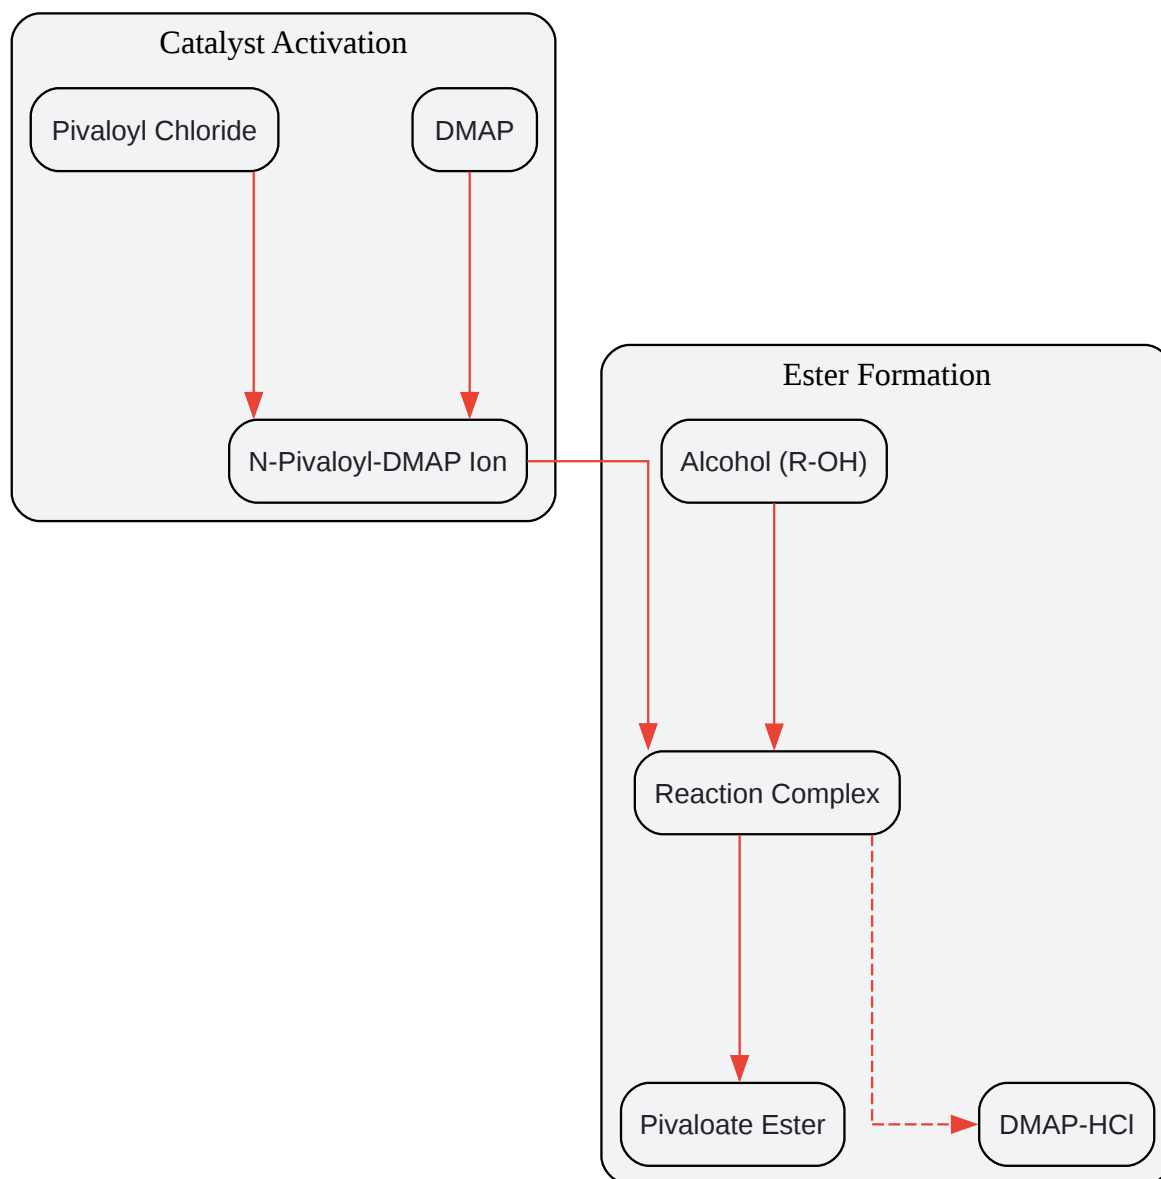 Catalyst Activation
Pivaloyl Chloride
DMAP
N-Pivaloyl-DMAP Ion
Ester Formation
Alcohol (R-OH)
Reaction Complex
Pivaloate Ester
DMAP-HCl